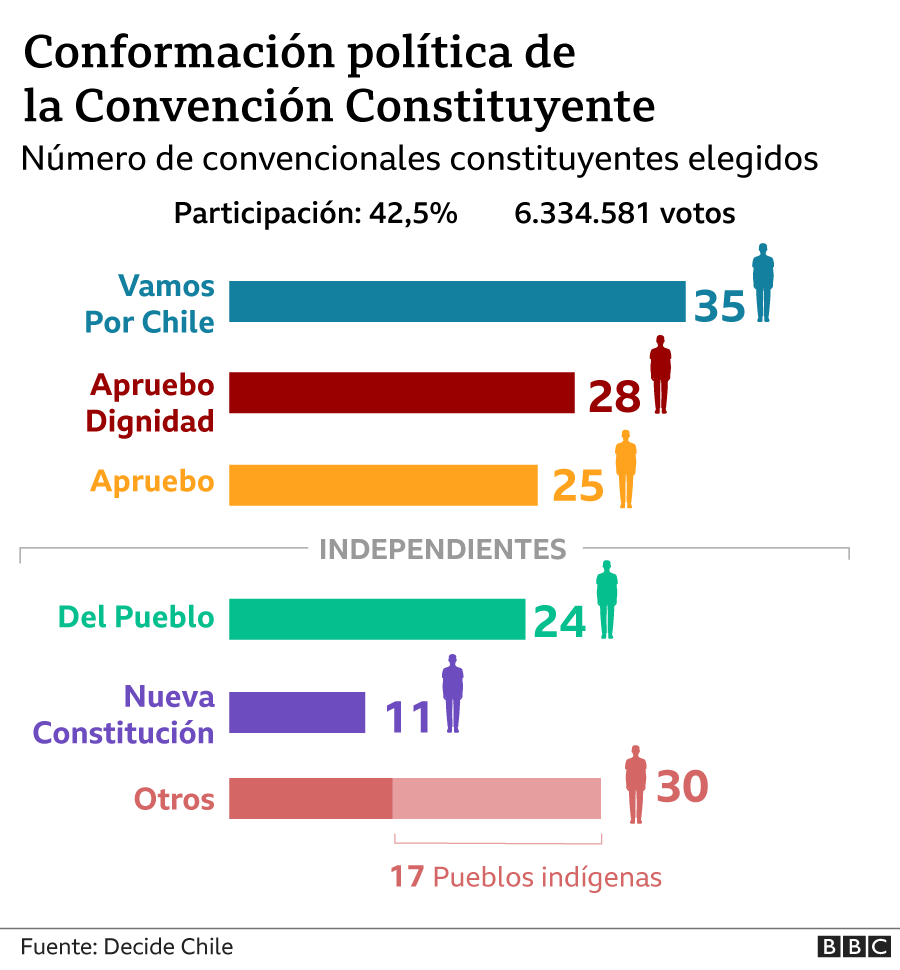 Conformación política de
la Convención Constituyente
Número de convencionales constituyentes elegidos
Participación: 42,5% 6.334.581 votos
Vamos
Por Chile
35
Apruebo
Dignidad
28
Apruebo
25
INDEPENDIENTES
Del Pueblo
24
Nueva
Constitución
11
Otros
30
17 Pueblos indígenas
Fuente: Decide Chile
BBC